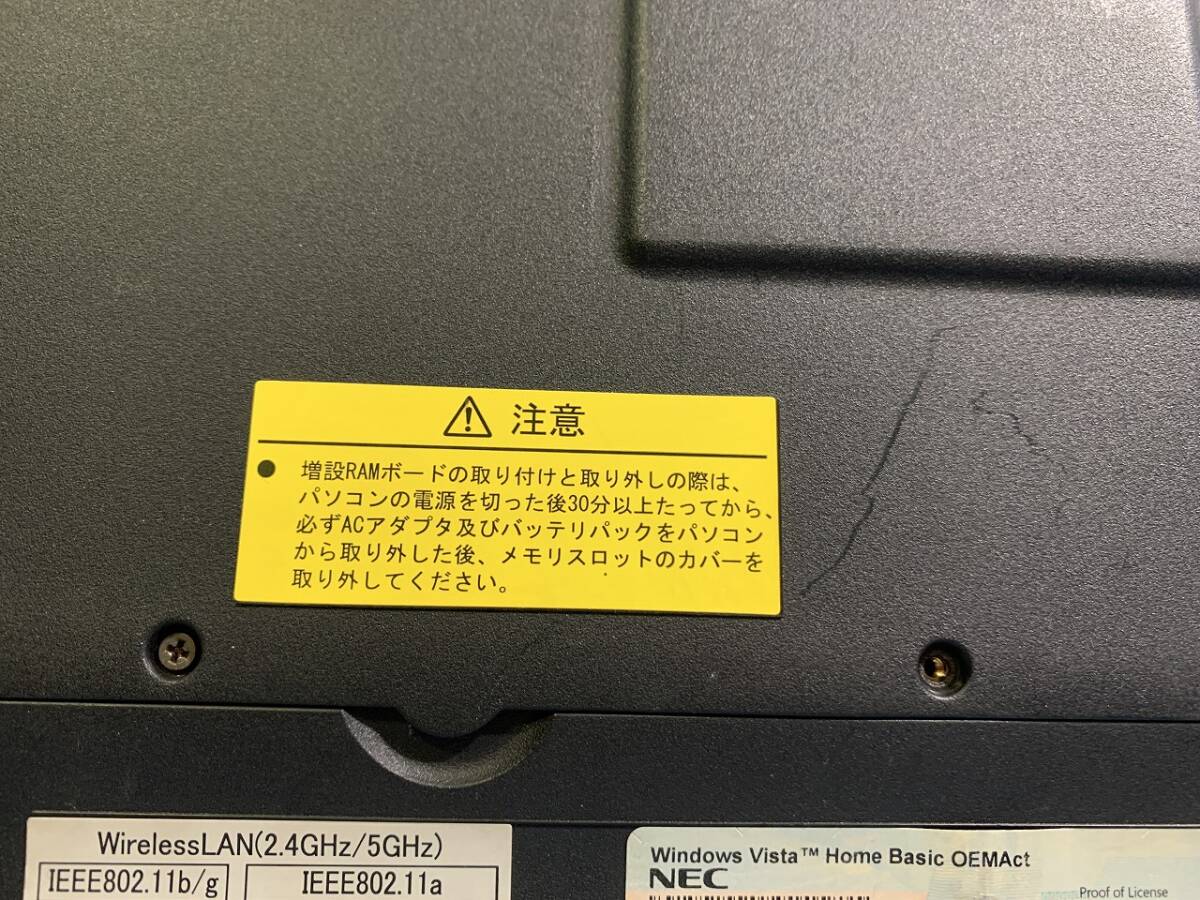 注意
● 増設RAMボードの取り付けと取り外しの際は、
パソコンの電源を切った後30分以上たってから、
必ずACアダプタ及びバッテリパックをパソコン
から取り外した後、メモリスロットのカバーを
取り外してください。
WirelessLAN(2.4GHz/5GHz)
IEEE802.11b/g IEEE802.11a
Windows Vista™ Home Basic OEMAct
NEC
Proof of License